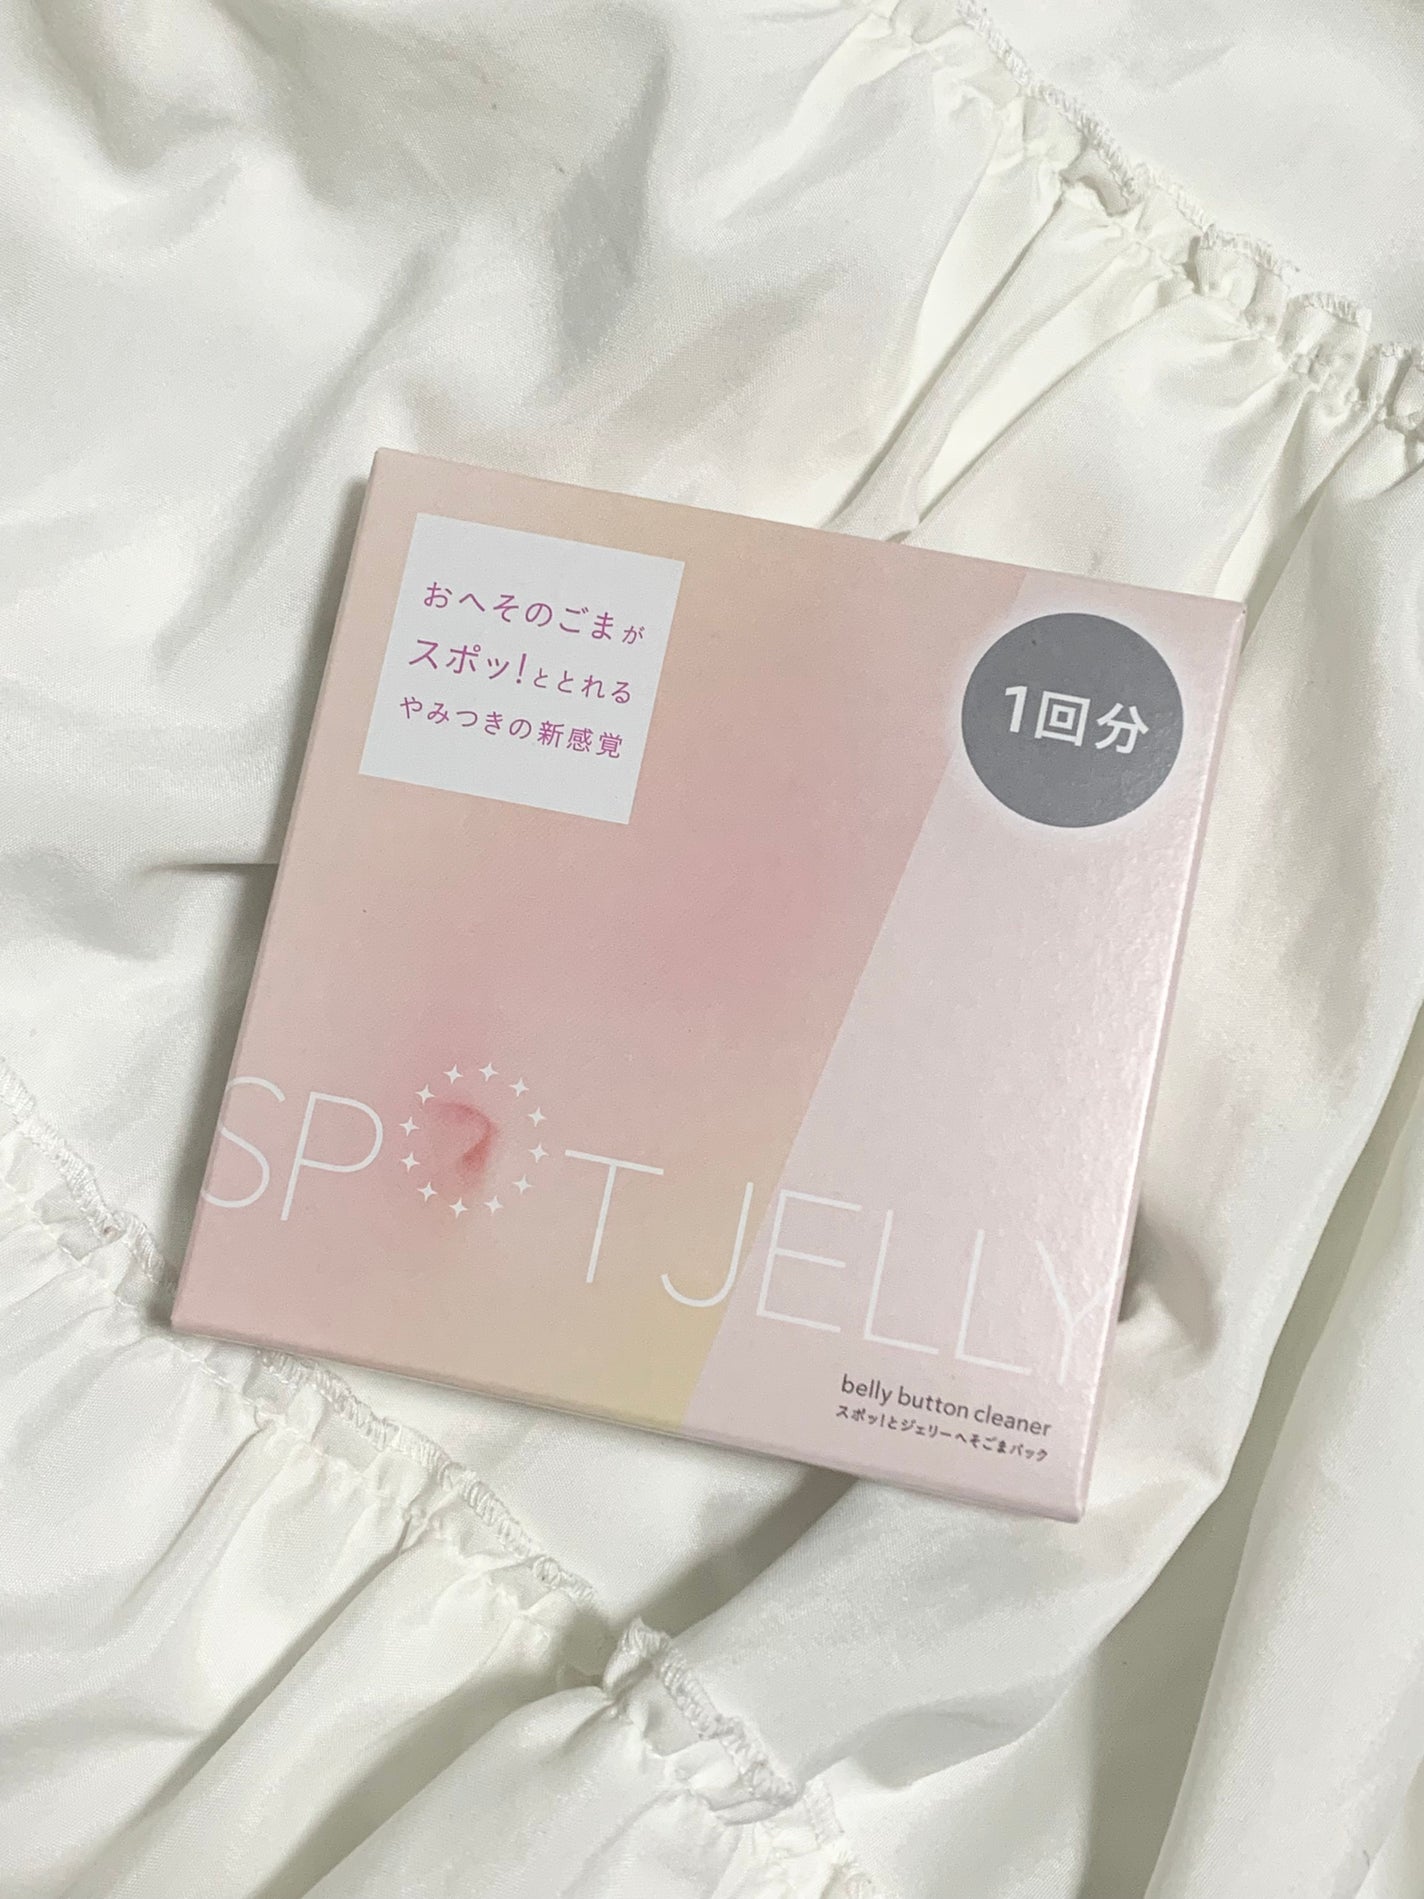 おへそのごまが
スポッ!ととれる
やみつきの新感覚
1回分
SPOT JELLY
belly button cleaner
スポッ!とジェリーへそごまパック